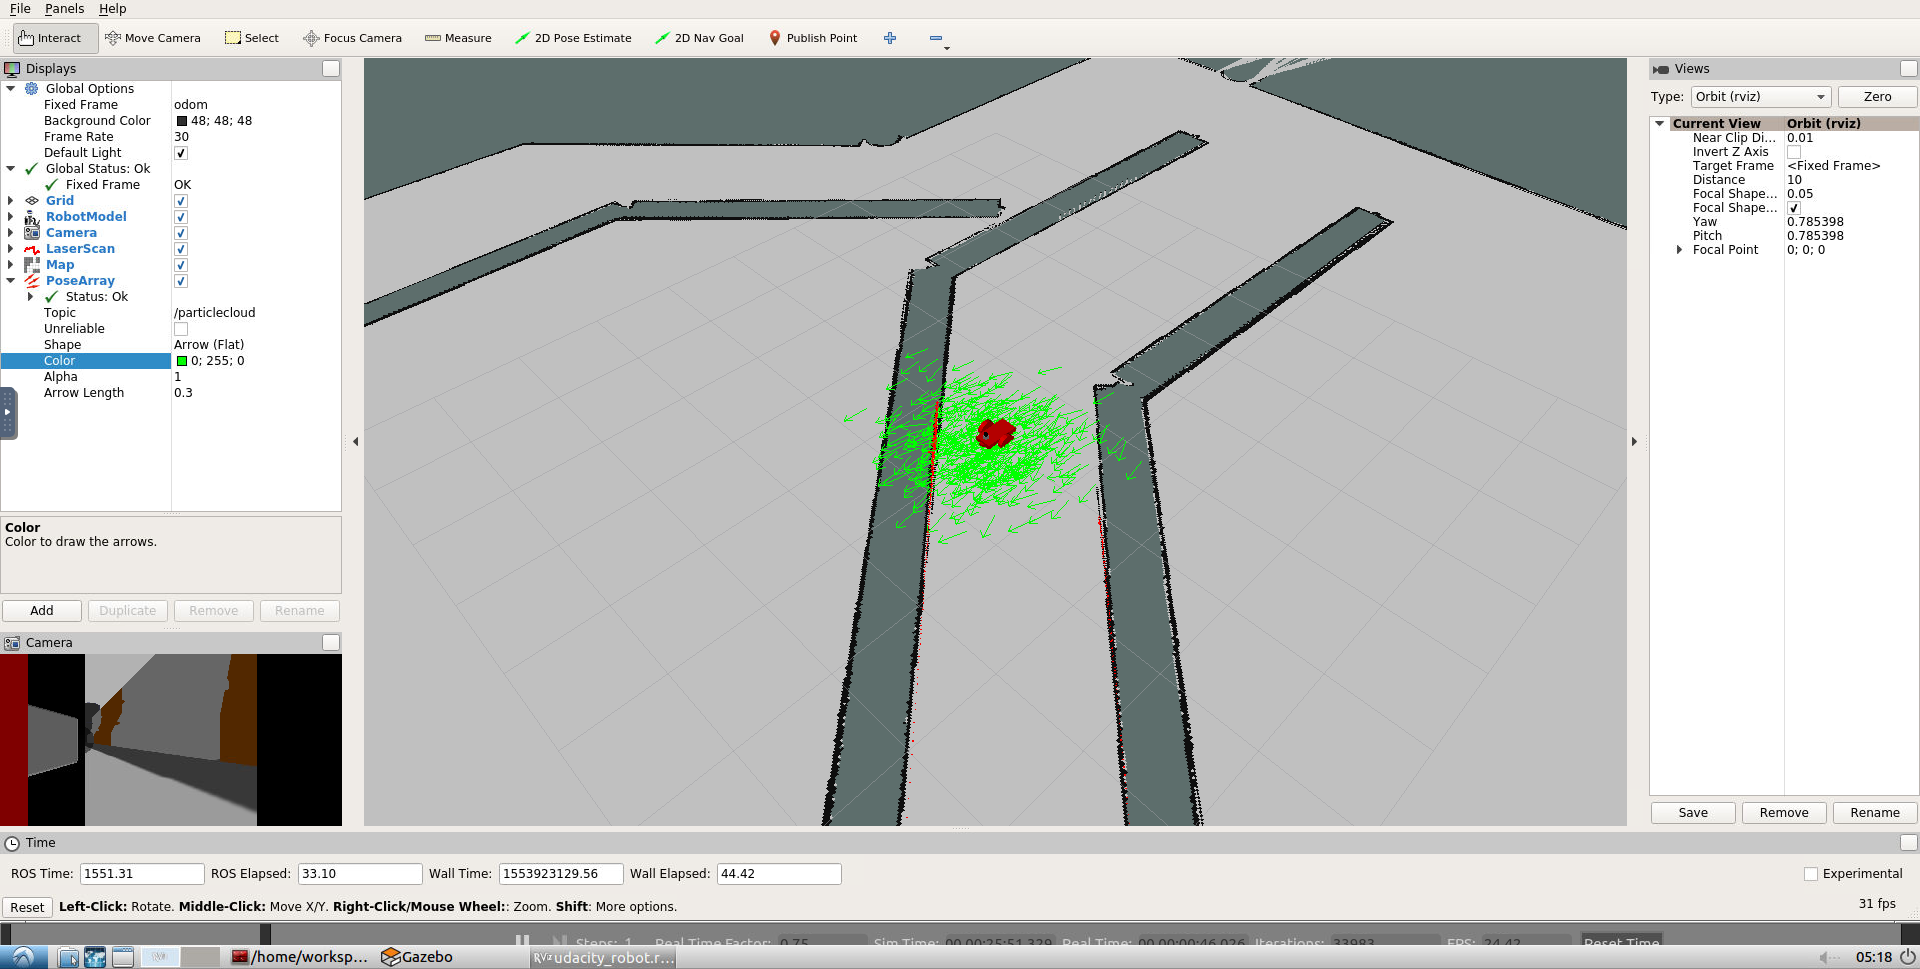 File Panels Help
Interact Move Camera Select Focus Camera Measure 2D Pose Estimate 2D Nav Goal Publish Point
Displays
Global Options
Fixed Frame odom
Background Color 48; 48; 48
Frame Rate 30
Default Light
Global Status: Ok
Fixed Frame OK
Grid
RobotModel
Camera
LaserScan
Map
PoseArray
Status: Ok
Topic /particlecloud
Unreliable
Shape Arrow (Flat)
Color 0; 255; 0
Alpha 1
Arrow Length 0.3
Color
Color to draw the arrows.
Add Duplicate Remove Rename
Camera
Views
Type: Orbit (rviz) Zero
Current View Orbit (rviz)
Near Clip Di... 0.01
Invert Z Axis
Target Frame <Fixed Frame>
Distance 10
Focal Shape... 0.05
Focal Shape...
Yaw 0.785398
Pitch 0.785398
Focal Point 0; 0; 0
Save Remove Rename
Time
ROS Time: 1551.31 ROS Elapsed: 33.10 Wall Time: 1553923129.56 Wall Elapsed: 44.42 Experimental
Reset Left-Click: Rotate. Middle-Click: Move X/Y. Right-Click/Mouse Wheel:: Zoom. Shift: More options. 31 fps
Steps: 1 Real Time Factor: 0.75 Sim Time: 00 00:25:51.329 Real Time: 00 00:00:46.026 Iterations: 33983 FPS: 24.42 Reset Time
/home/worksp... Gazebo RViz udacity_robot.r... 05:18